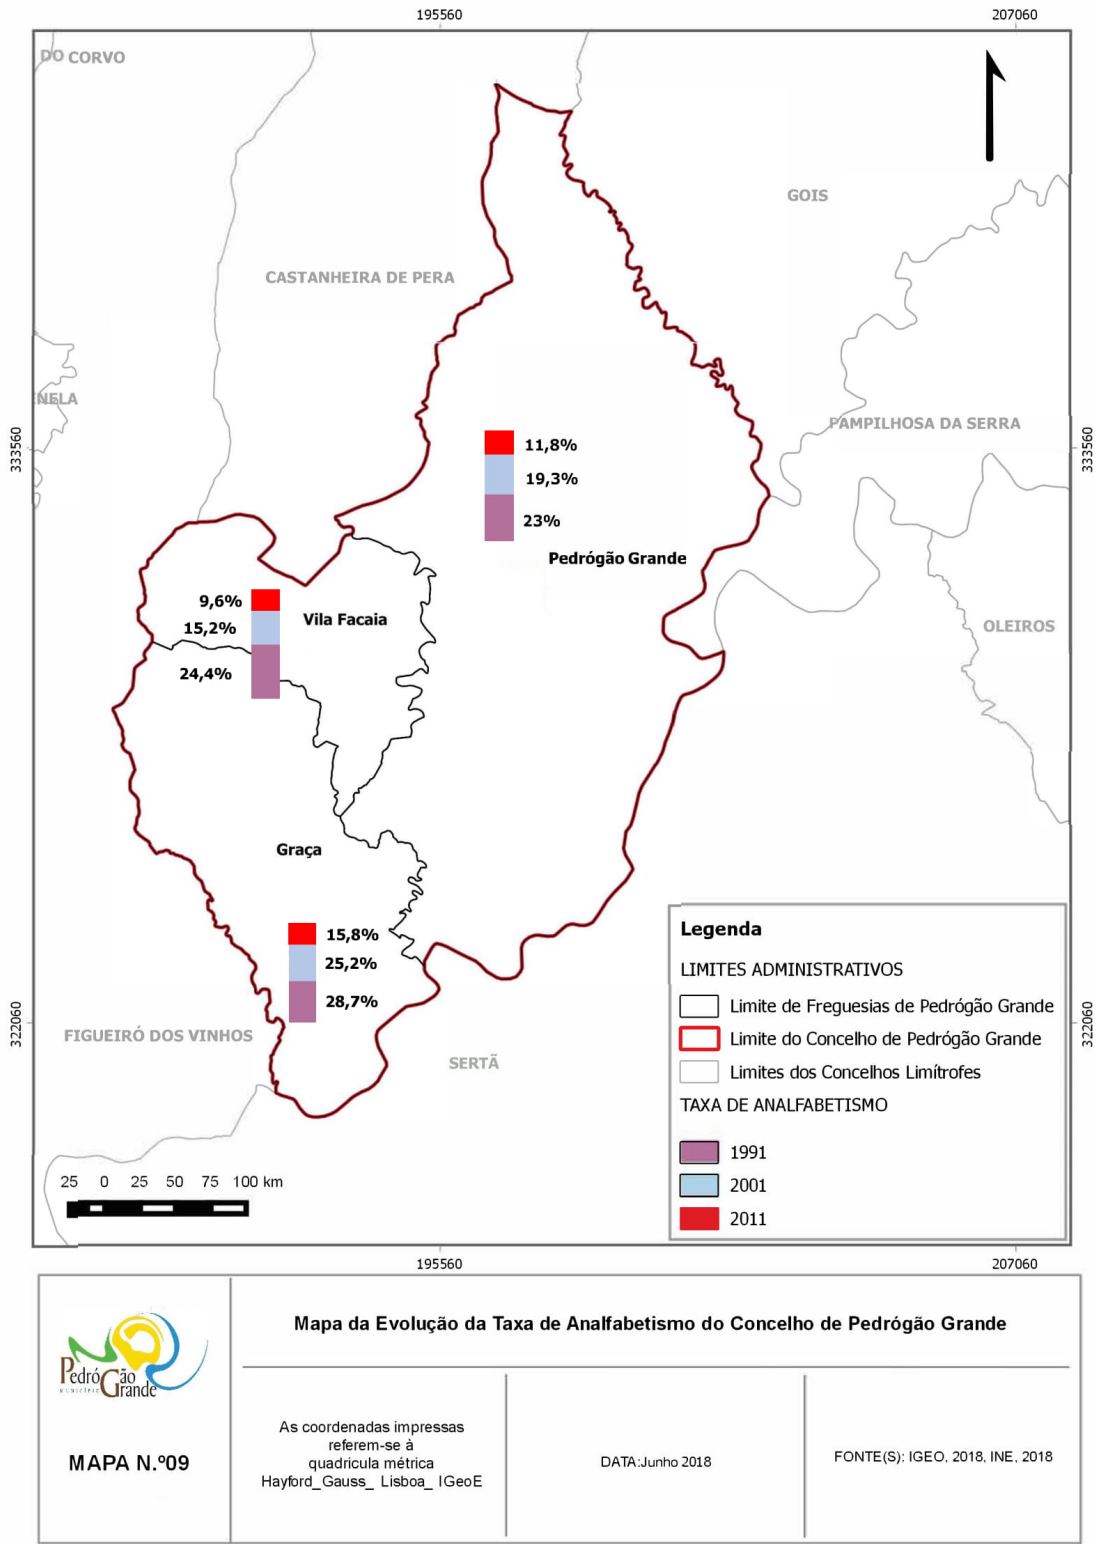 195560
207060
DO CORVO
GOIS
CASTANHEIRA DE PERA
ENELA
PAMPILHOSA DA SERRA
333560
333560
11,8%
19,3%
23%
Pedrógão Grande
9,6%
15,2%
24,4%
Vila Facaia
OLEIROS
Graça
15,8%
25,2%
28,7%
FIGUEIRÓ DOS VINHOS
SERTÃ
322060
322060
Legenda
LIMITES ADMINISTRATIVOS
Limite de Freguesias de Pedrógão Grande
Limite do Concelho de Pedrógão Grande
Limites dos Concelhos Limítrofes
TAXA DE ANALFABETISMO
1991
2001
2011
25 0 25 50 75 100 km
195560
207060
Pedrógão
MUNICÍPIO
Grande
MAPA N.º09
Mapa da Evolução da Taxa de Analfabetismo do Concelho de Pedrógão Grande
As coordenadas impressas
referem-se à
quadricula métrica
Hayford_Gauss_ Lisboa_ IGeoE
DATA:Junho 2018
FONTE(S): IGEO, 2018, INE, 2018